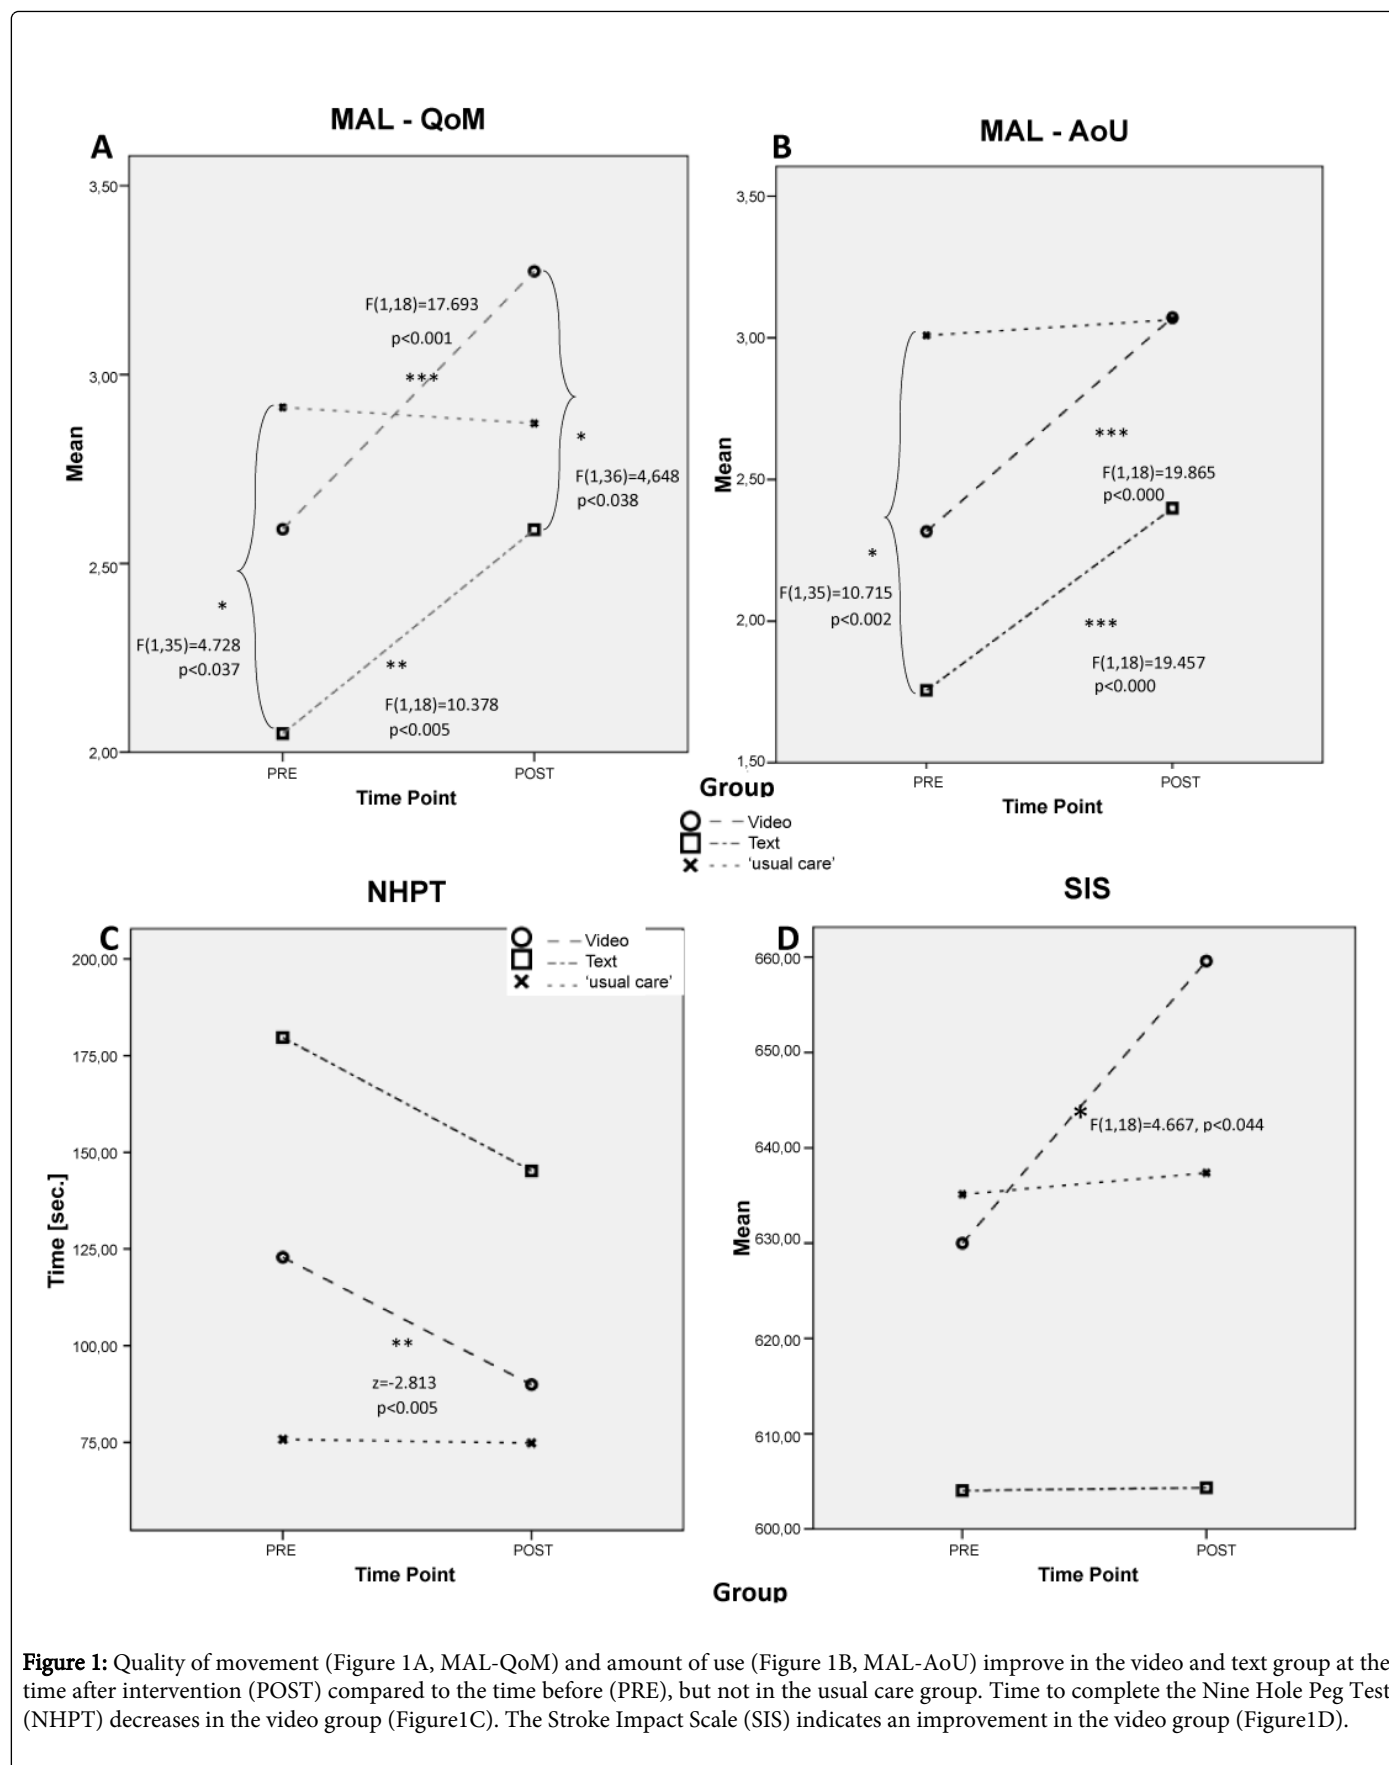 MAL - QoM
A
3,50
3,00
2,50
2,00
Mean
F(1,18)=17.693
p<0.001
***
*
F(1,36)=4,648
p<0.038
*
F(1,35)=4.728
p<0.037
**
F(1,18)=10.378
p<0.005
PRE
POST
Time Point
MAL - AoU
B
3,50
3,00
2,50
2,00
1,50
Mean
***
F(1,18)=19.865
p<0.000
*
F(1,35)=10.715
p<0.002
***
F(1,18)=19.457
p<0.000
PRE
POST
Time Point
Group
Video
Text
‘usual care’
NHPT
C
200,00
175,00
150,00
125,00
100,00
75,00
Time [sec.]
Video
Text
‘usual care’
**
z=-2.813
p<0.005
PRE
POST
Time Point
SIS
D
660,00
650,00
640,00
630,00
620,00
610,00
600,00
Mean
*
F(1,18)=4.667, p<0.044
PRE
POST
Time Point
Group
Figure 1: Quality of movement (Figure 1A, MAL-QoM) and amount of use (Figure 1B, MAL-AoU) improve in the video and text group at the
time after intervention (POST) compared to the time before (PRE), but not in the usual care group. Time to complete the Nine Hole Peg Test
(NHPT) decreases in the video group (Figure1C). The Stroke Impact Scale (SIS) indicates an improvement in the video group (Figure1D).